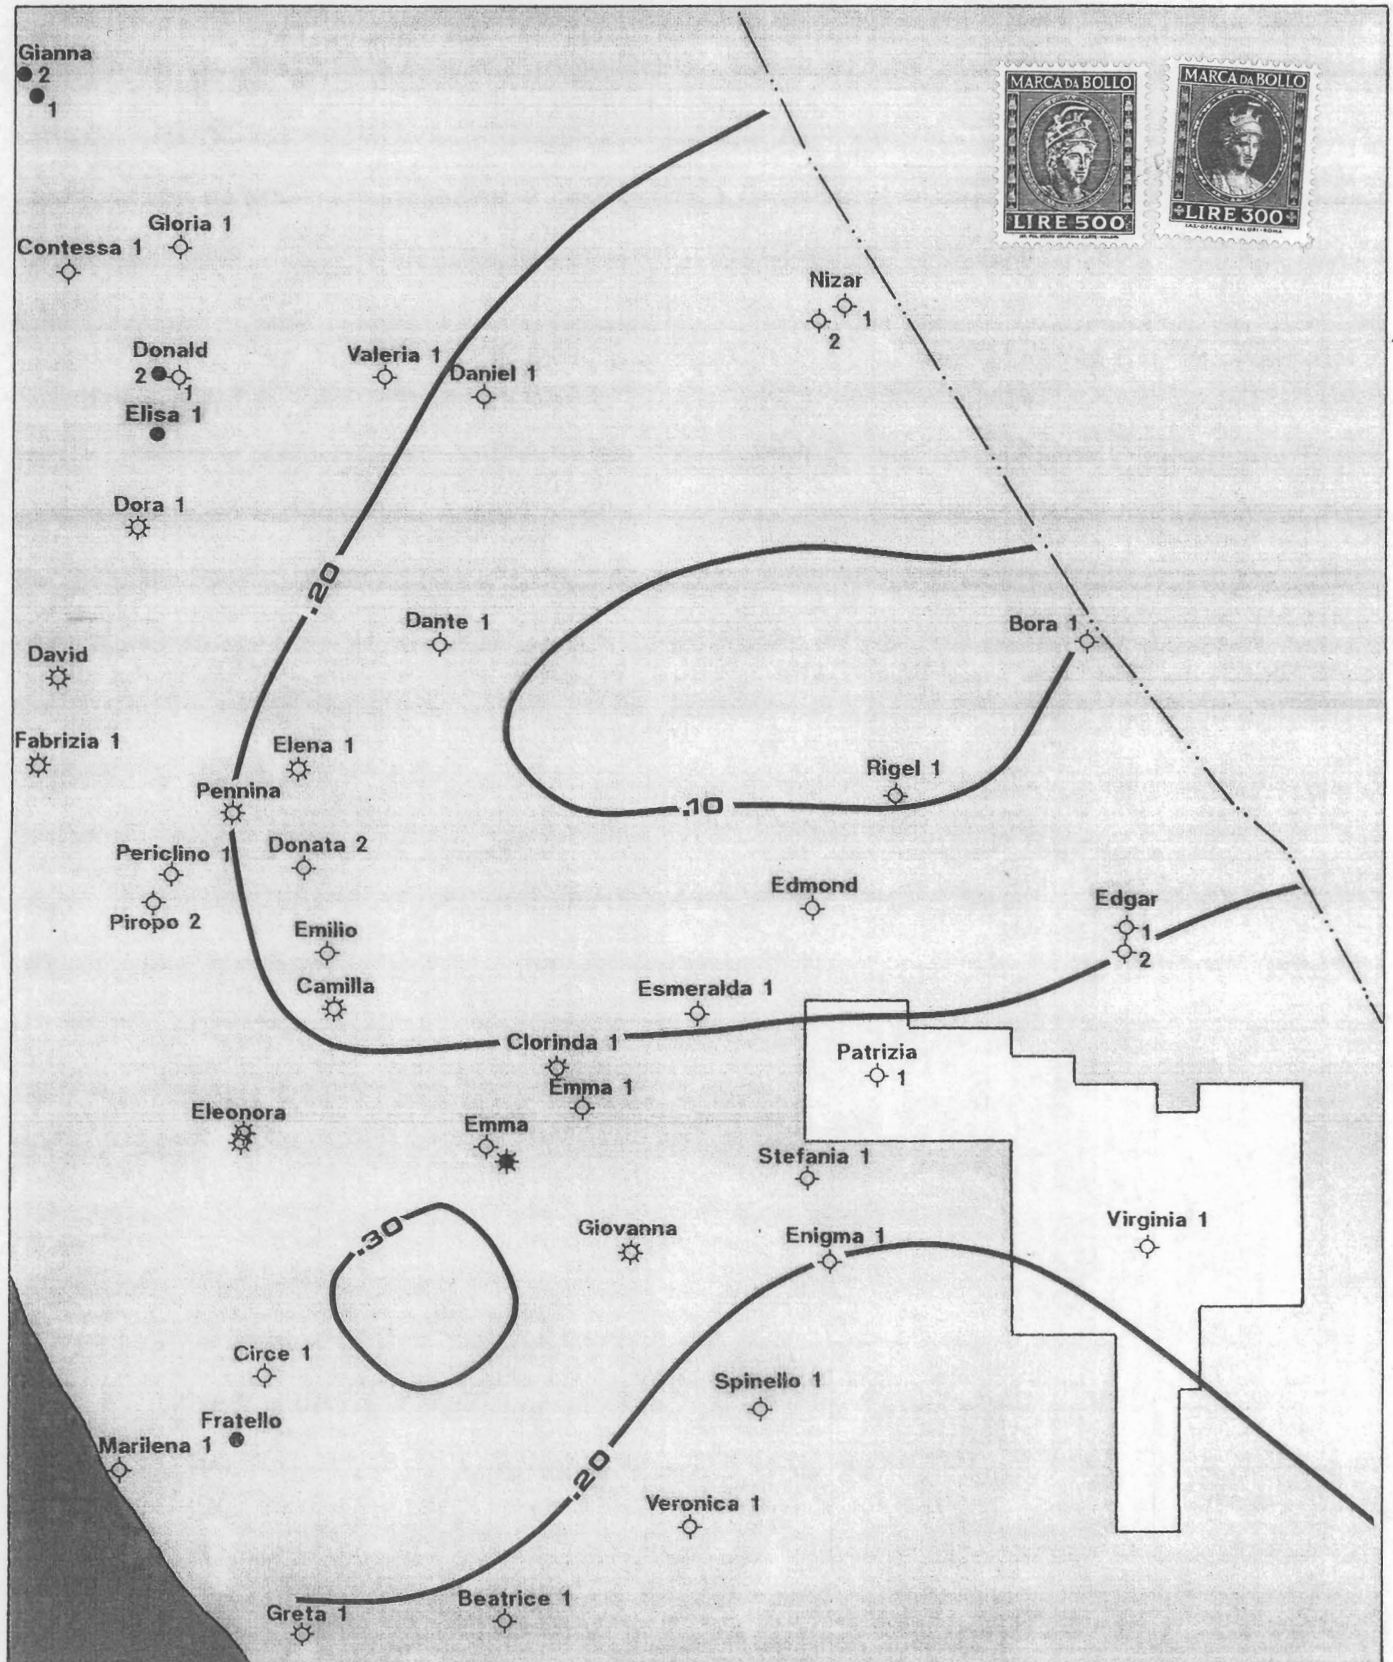 Gianna
2
1
MARCA DA BOLLO
LIRE 500
MARCA DA BOLLO
LIRE 300
Gloria 1
Contessa 1
Nizar
1
2
Donald
2
1
Valeria 1
Daniel 1
Elisa 1
Dora 1
.20
Dante 1
Bora 1
David
Fabrizia 1
Elena 1
Rigel 1
Pennina
.10
Periclino 1
Donata 2
Piropo 2
Edmond
Edgar
1
2
Emilio
Camilla
Esmeralda 1
Clorinda 1
Patrizia
1
Emma 1
Eleonora
Emma
Stefania 1
.30
Giovanna
Enigma 1
Virginia 1
Circe 1
Spinello 1
Fratello
Marilena 1
.20
Veronica 1
Beatrice 1
Greta 1